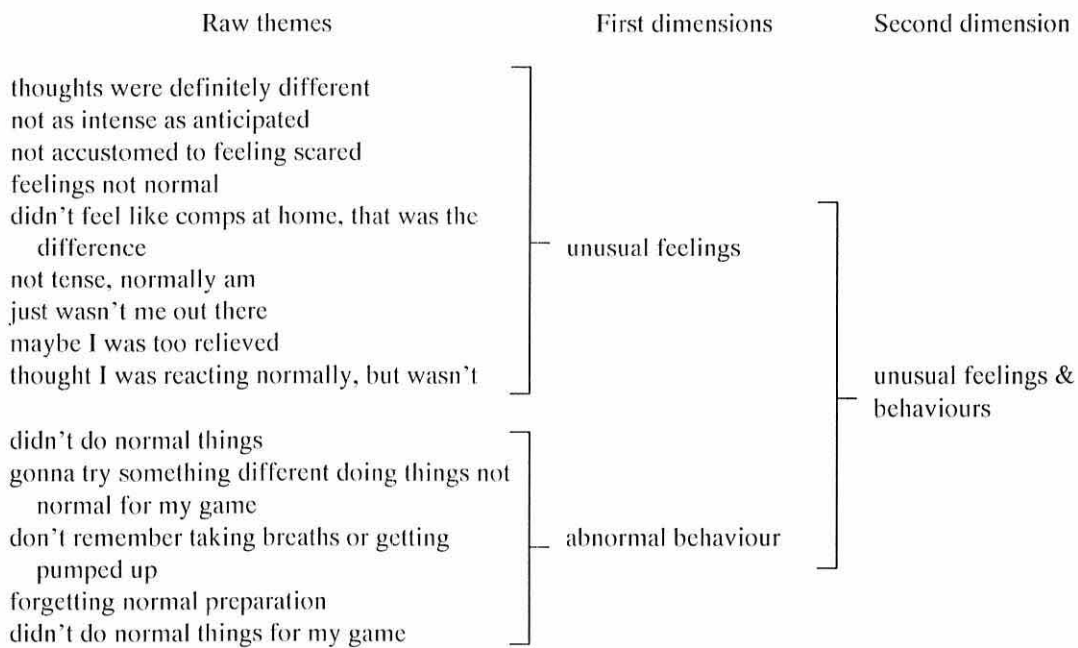 Raw themes First dimensions Second dimension
thoughts were definitely different
not as intense as anticipated
not accustomed to feeling scared
feelings not normal
didn't feel like comps at home, that was the
difference
not tense, normally am
unusual feelings
just wasn't me out there
maybe I was too relieved
thought I was reacting normally, but wasn't
unusual feelings &
behaviours
didn't do normal things
gonna try something different doing things not
normal for my game
don't remember taking breaths or getting
pumped up
abnormal behaviour
forgetting normal preparation
didn't do normal things for my game